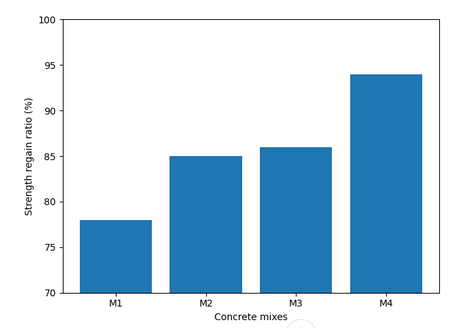 100
95
90
85
80
75
70
Strength regain ratio (%)
M1 M2 M3 M4
Concrete mixes